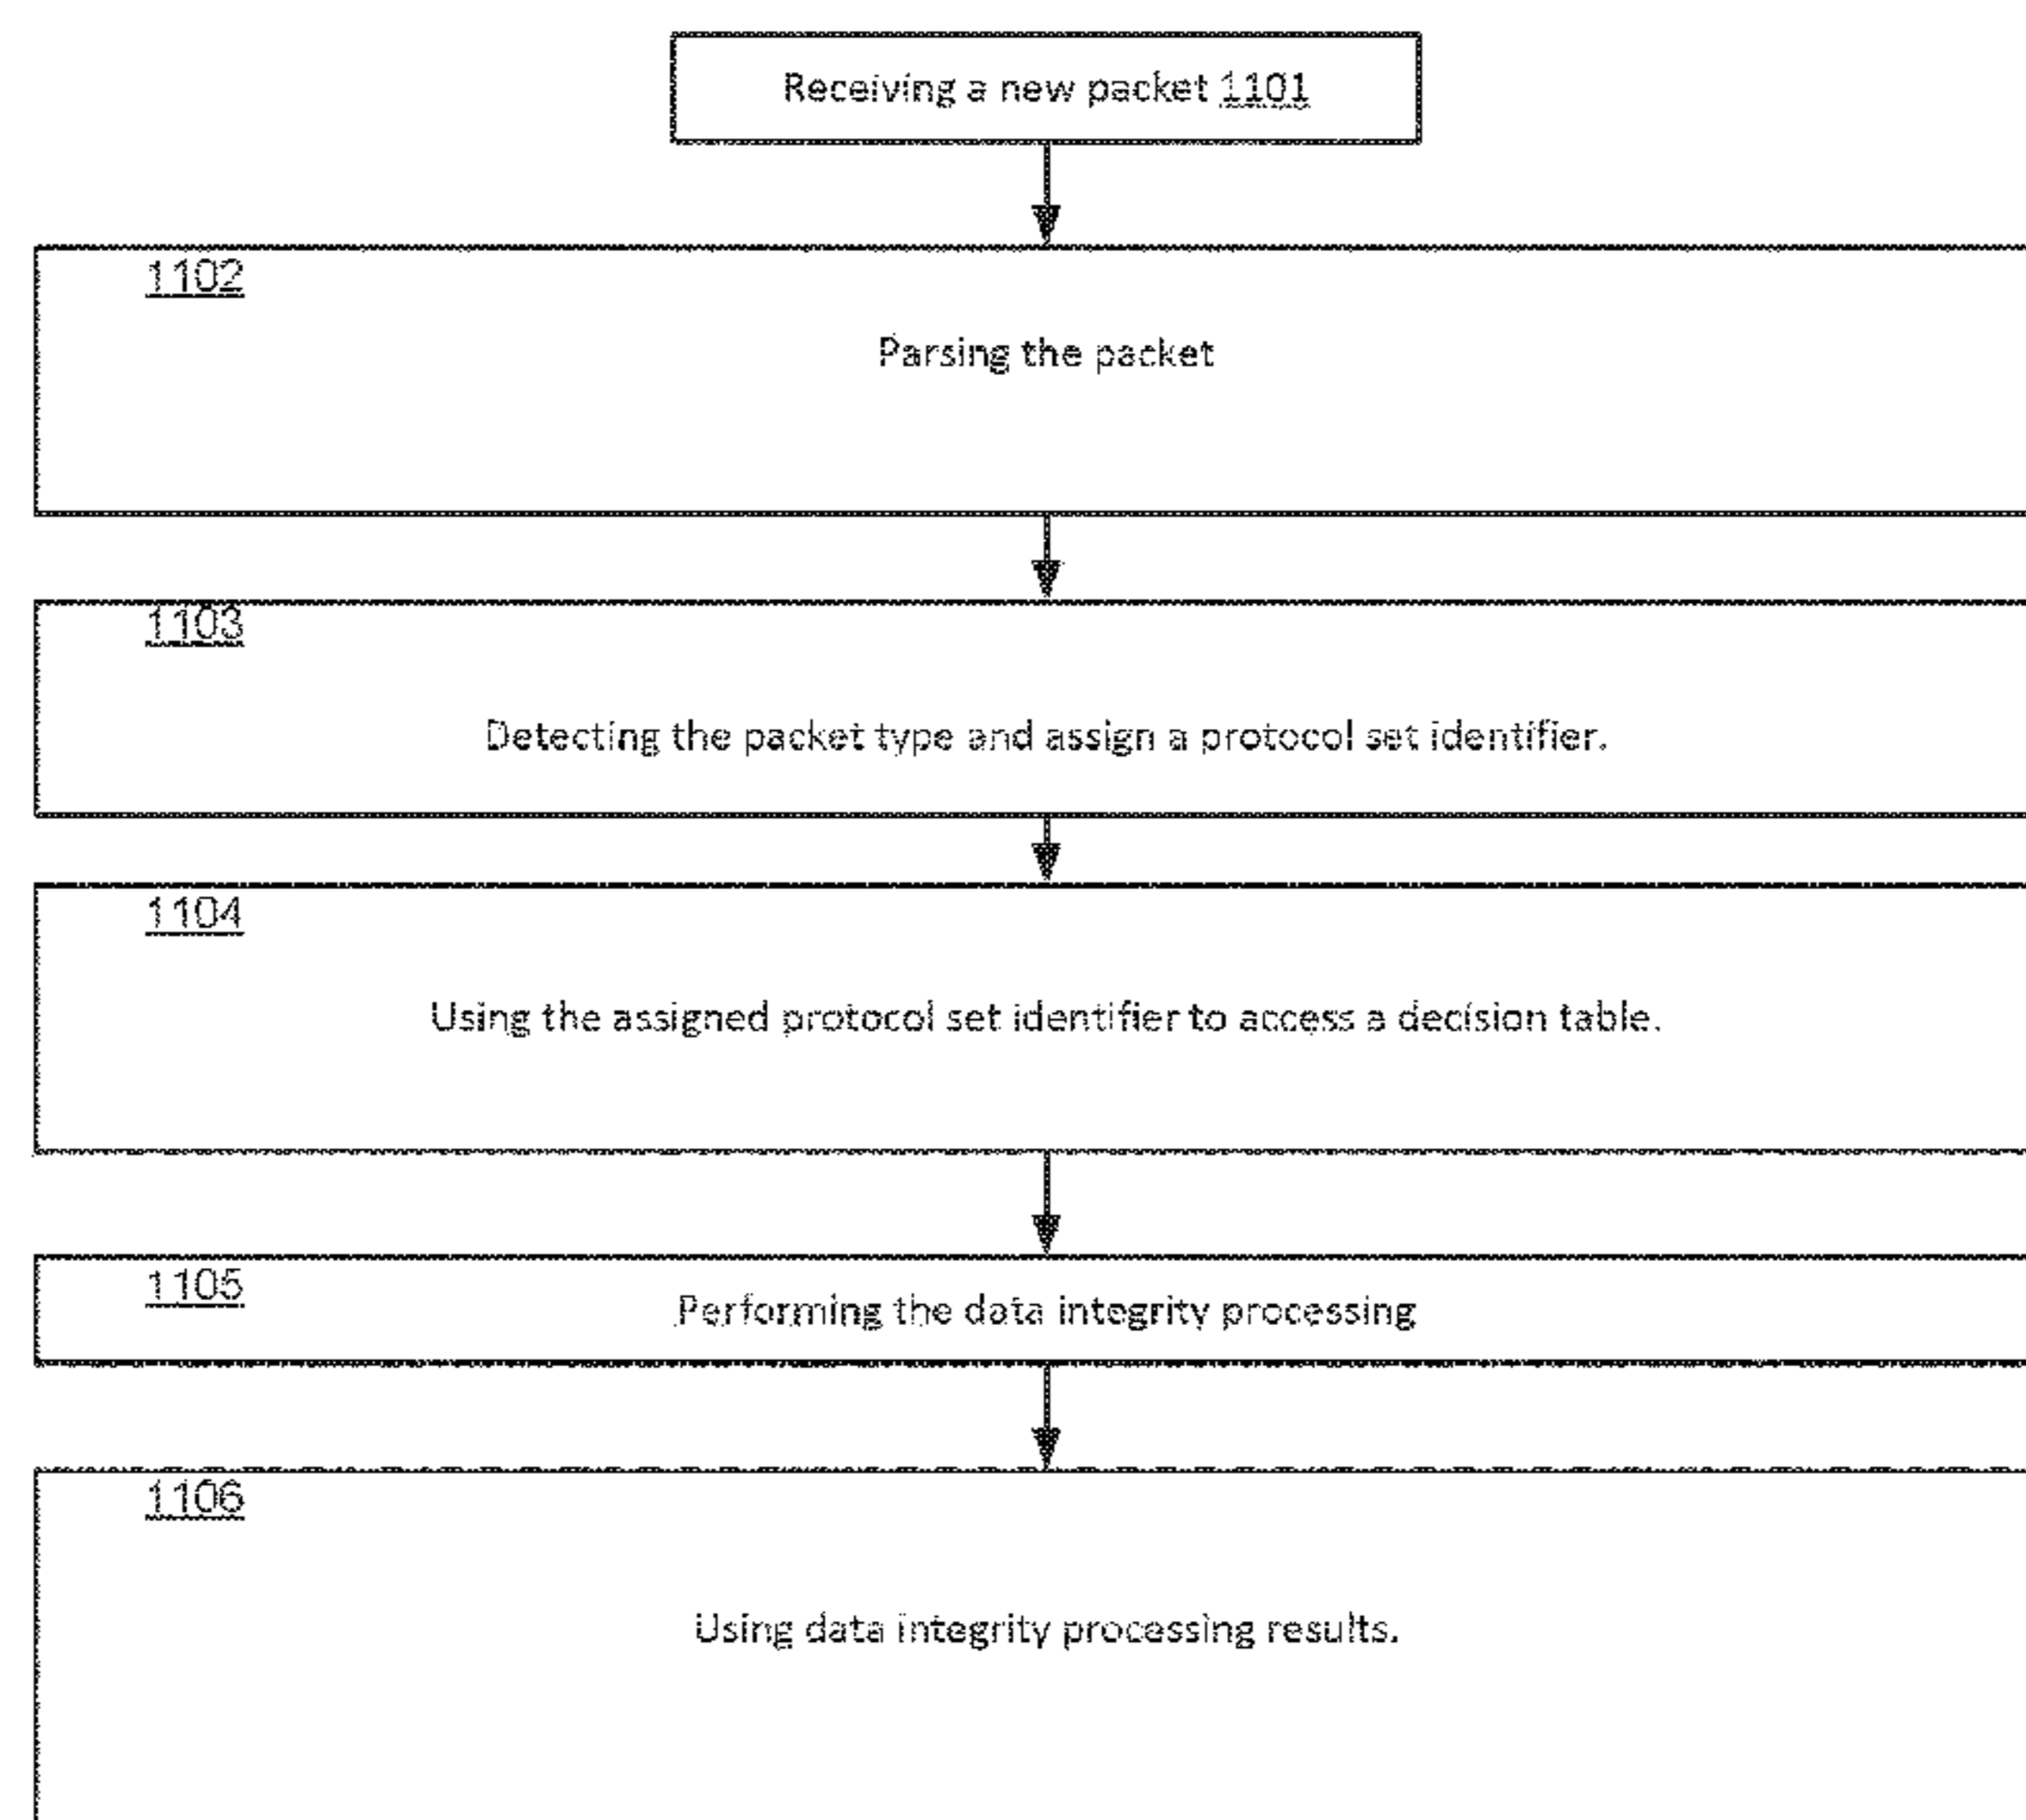 Receiving a new packet 1101
1102
Parsing the packet
1103
Detecting the packet type and assign a protocol set identifier.
1104
Using the assigned protocol set identifier to access a decision table.
1105
Performing the data integrity processing
1106
Using data integrity processing results.